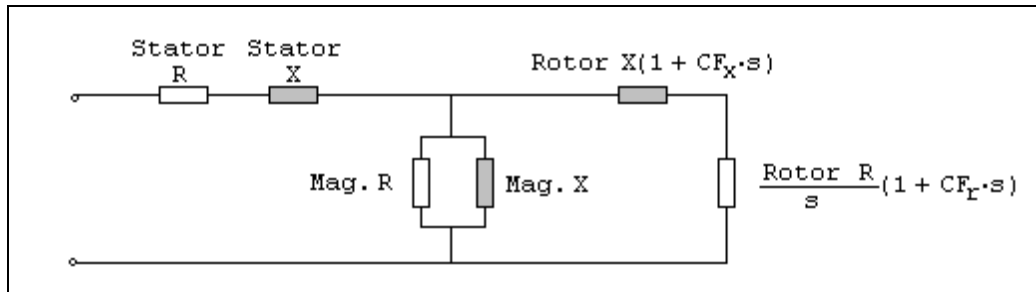 Stator Stator
R X
Rotor X(1 + CFx·s)
Mag. R
Mag. X
Rotor R
s
(1 + CFr·s)